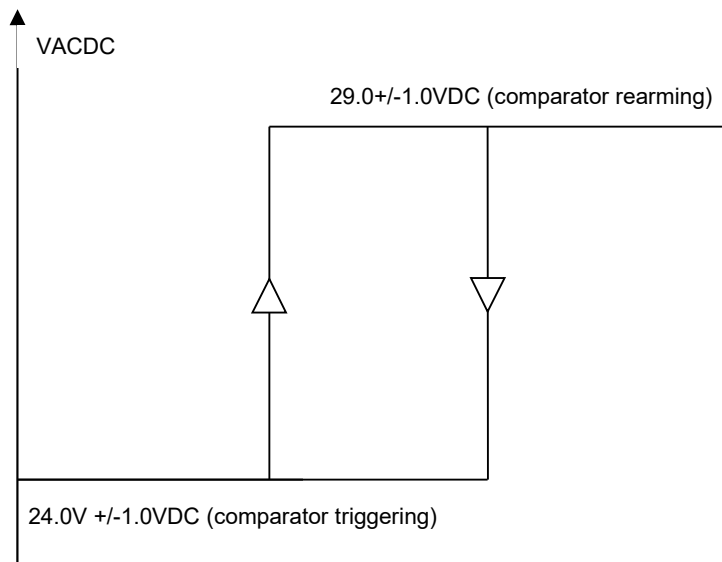 VACDC
29.0+/-1.0VDC (comparator rearming)
24.0V +/-1.0VDC (comparator triggering)